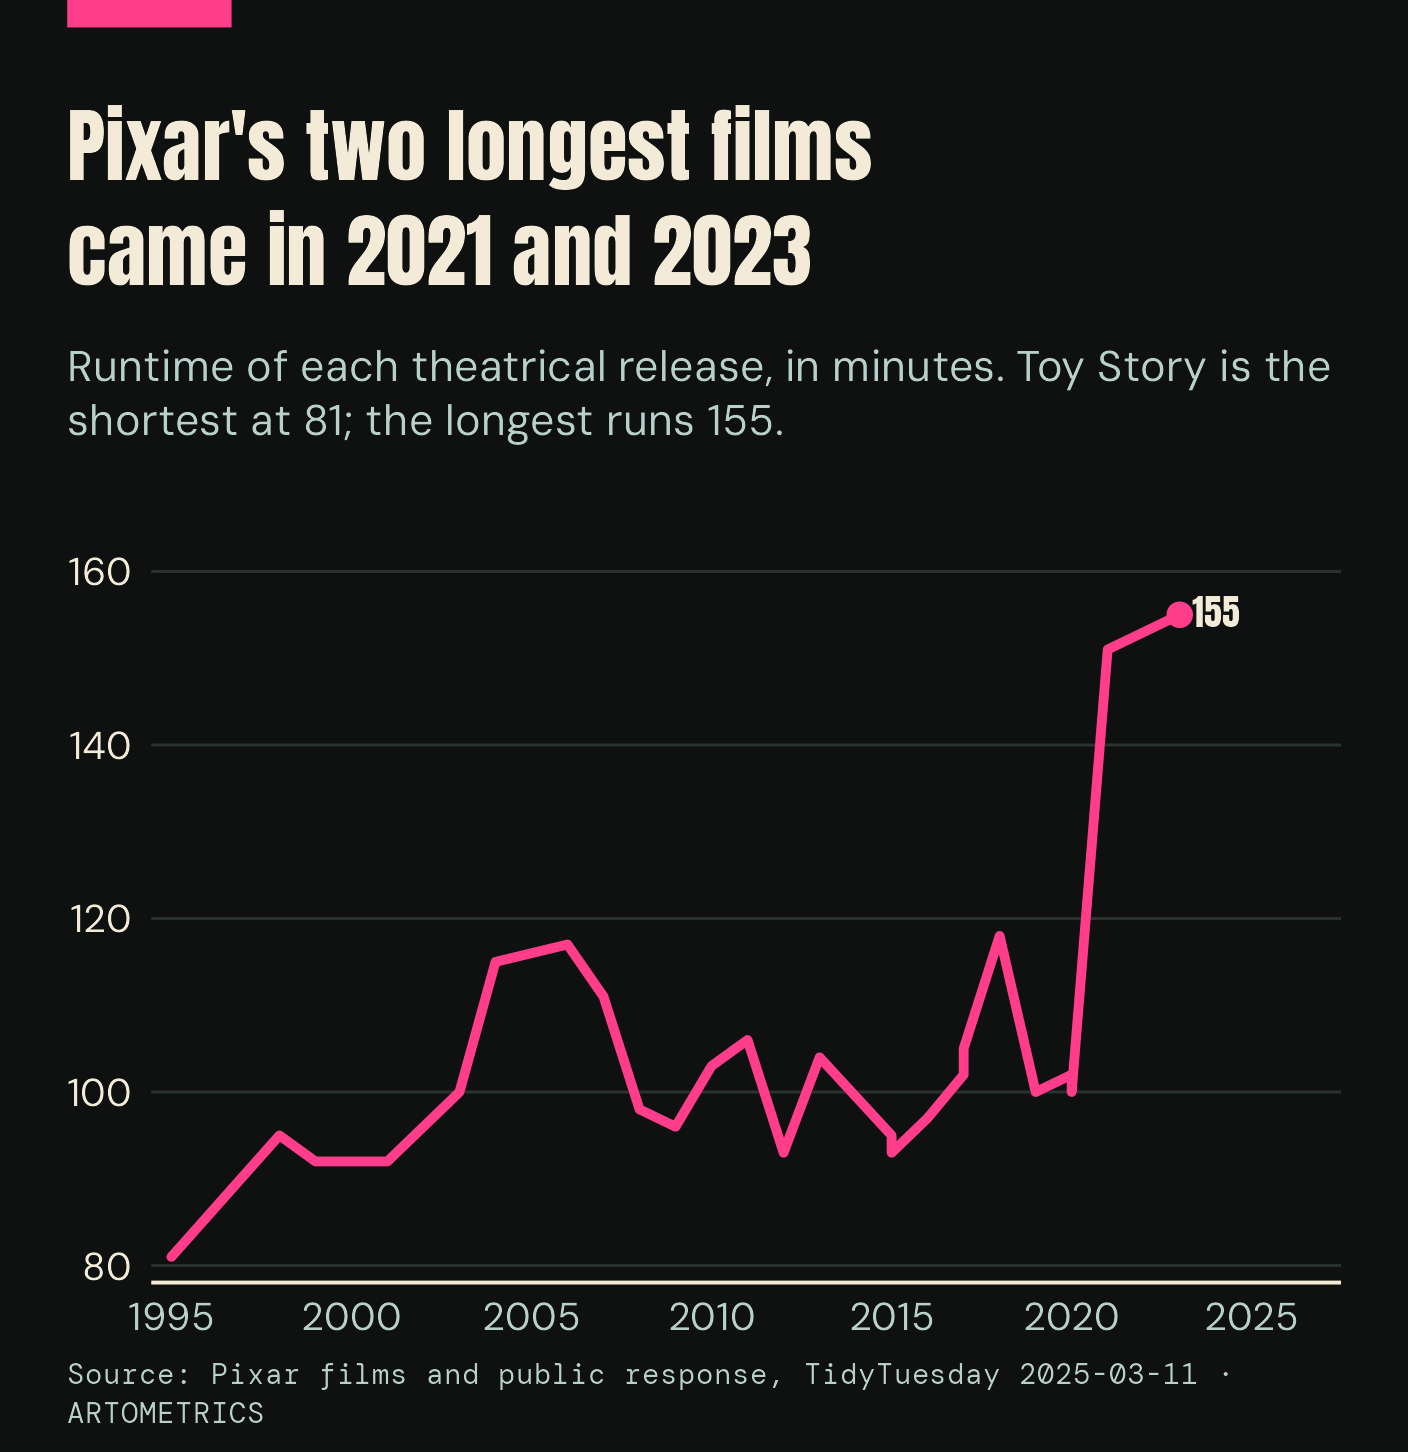 Pixar's two longest films
came in 2021 and 2023
Runtime of each theatrical release, in minutes. Toy Story is the
shortest at 81; the longest runs 155.
160
155
140
120
100
80
1995 2000 2005 2010 2015 2020 2025
Source: Pixar films and public response, TidyTuesday 2025-03-11 ·
ARTOMETRICS